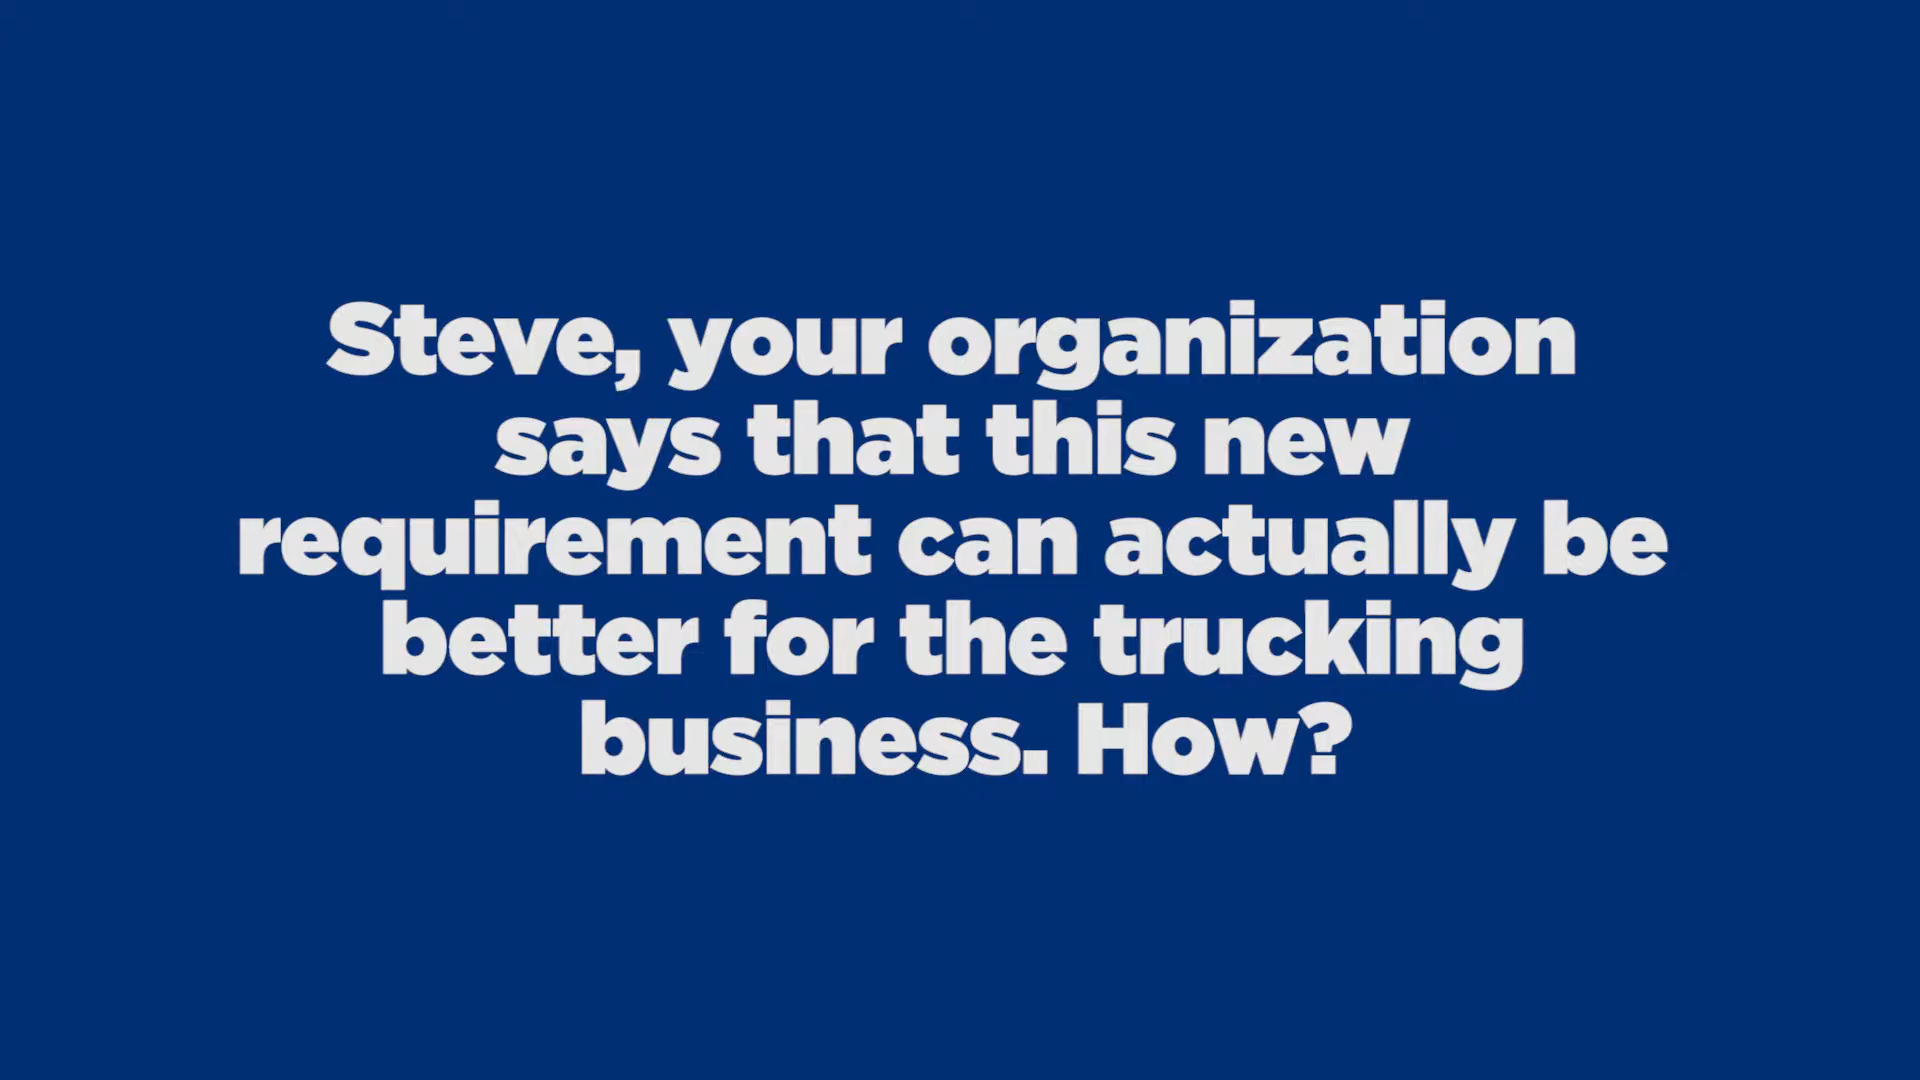 Steve, your organization
says that this new
requirement can actually be
better for the trucking
business. How?